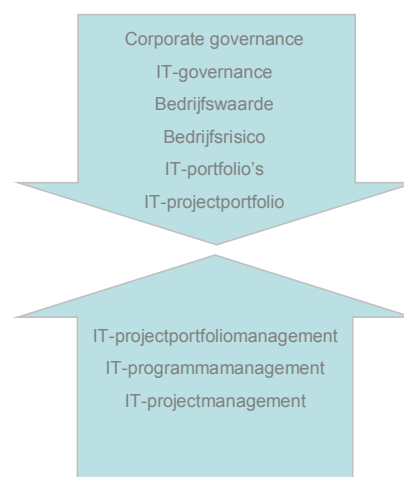 Corporate governance
IT-governance
Bedrijfswaarde
Bedrijfsrisico
IT-portfolio's
IT-projectportfolio
IT-projectportfoliomanagement
IT-programmamanagement
IT-projectmanagement